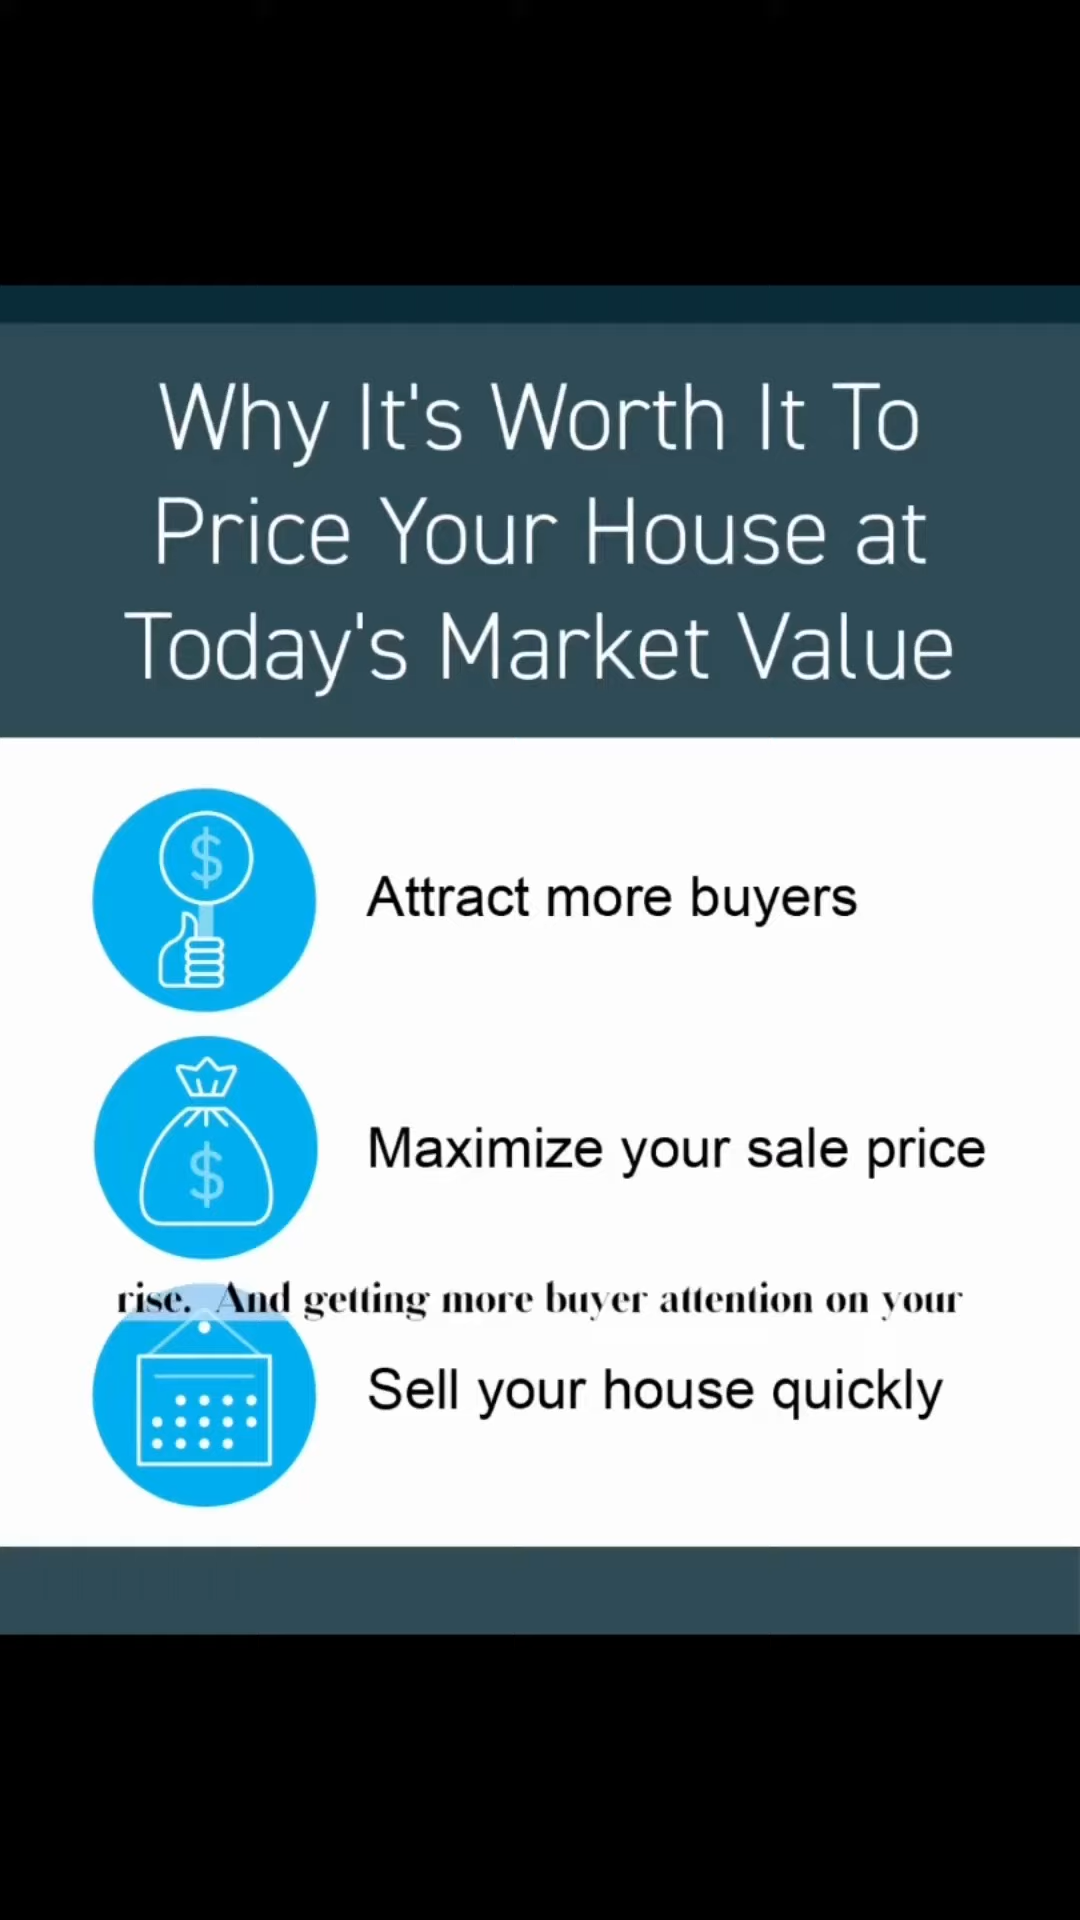 Why It's Worth It To
Price Your House at
Today's Market Value
$
Attract more buyers
$
Maximize your sale price
rise. And getting more buyer attention on your
Sell your house quickly